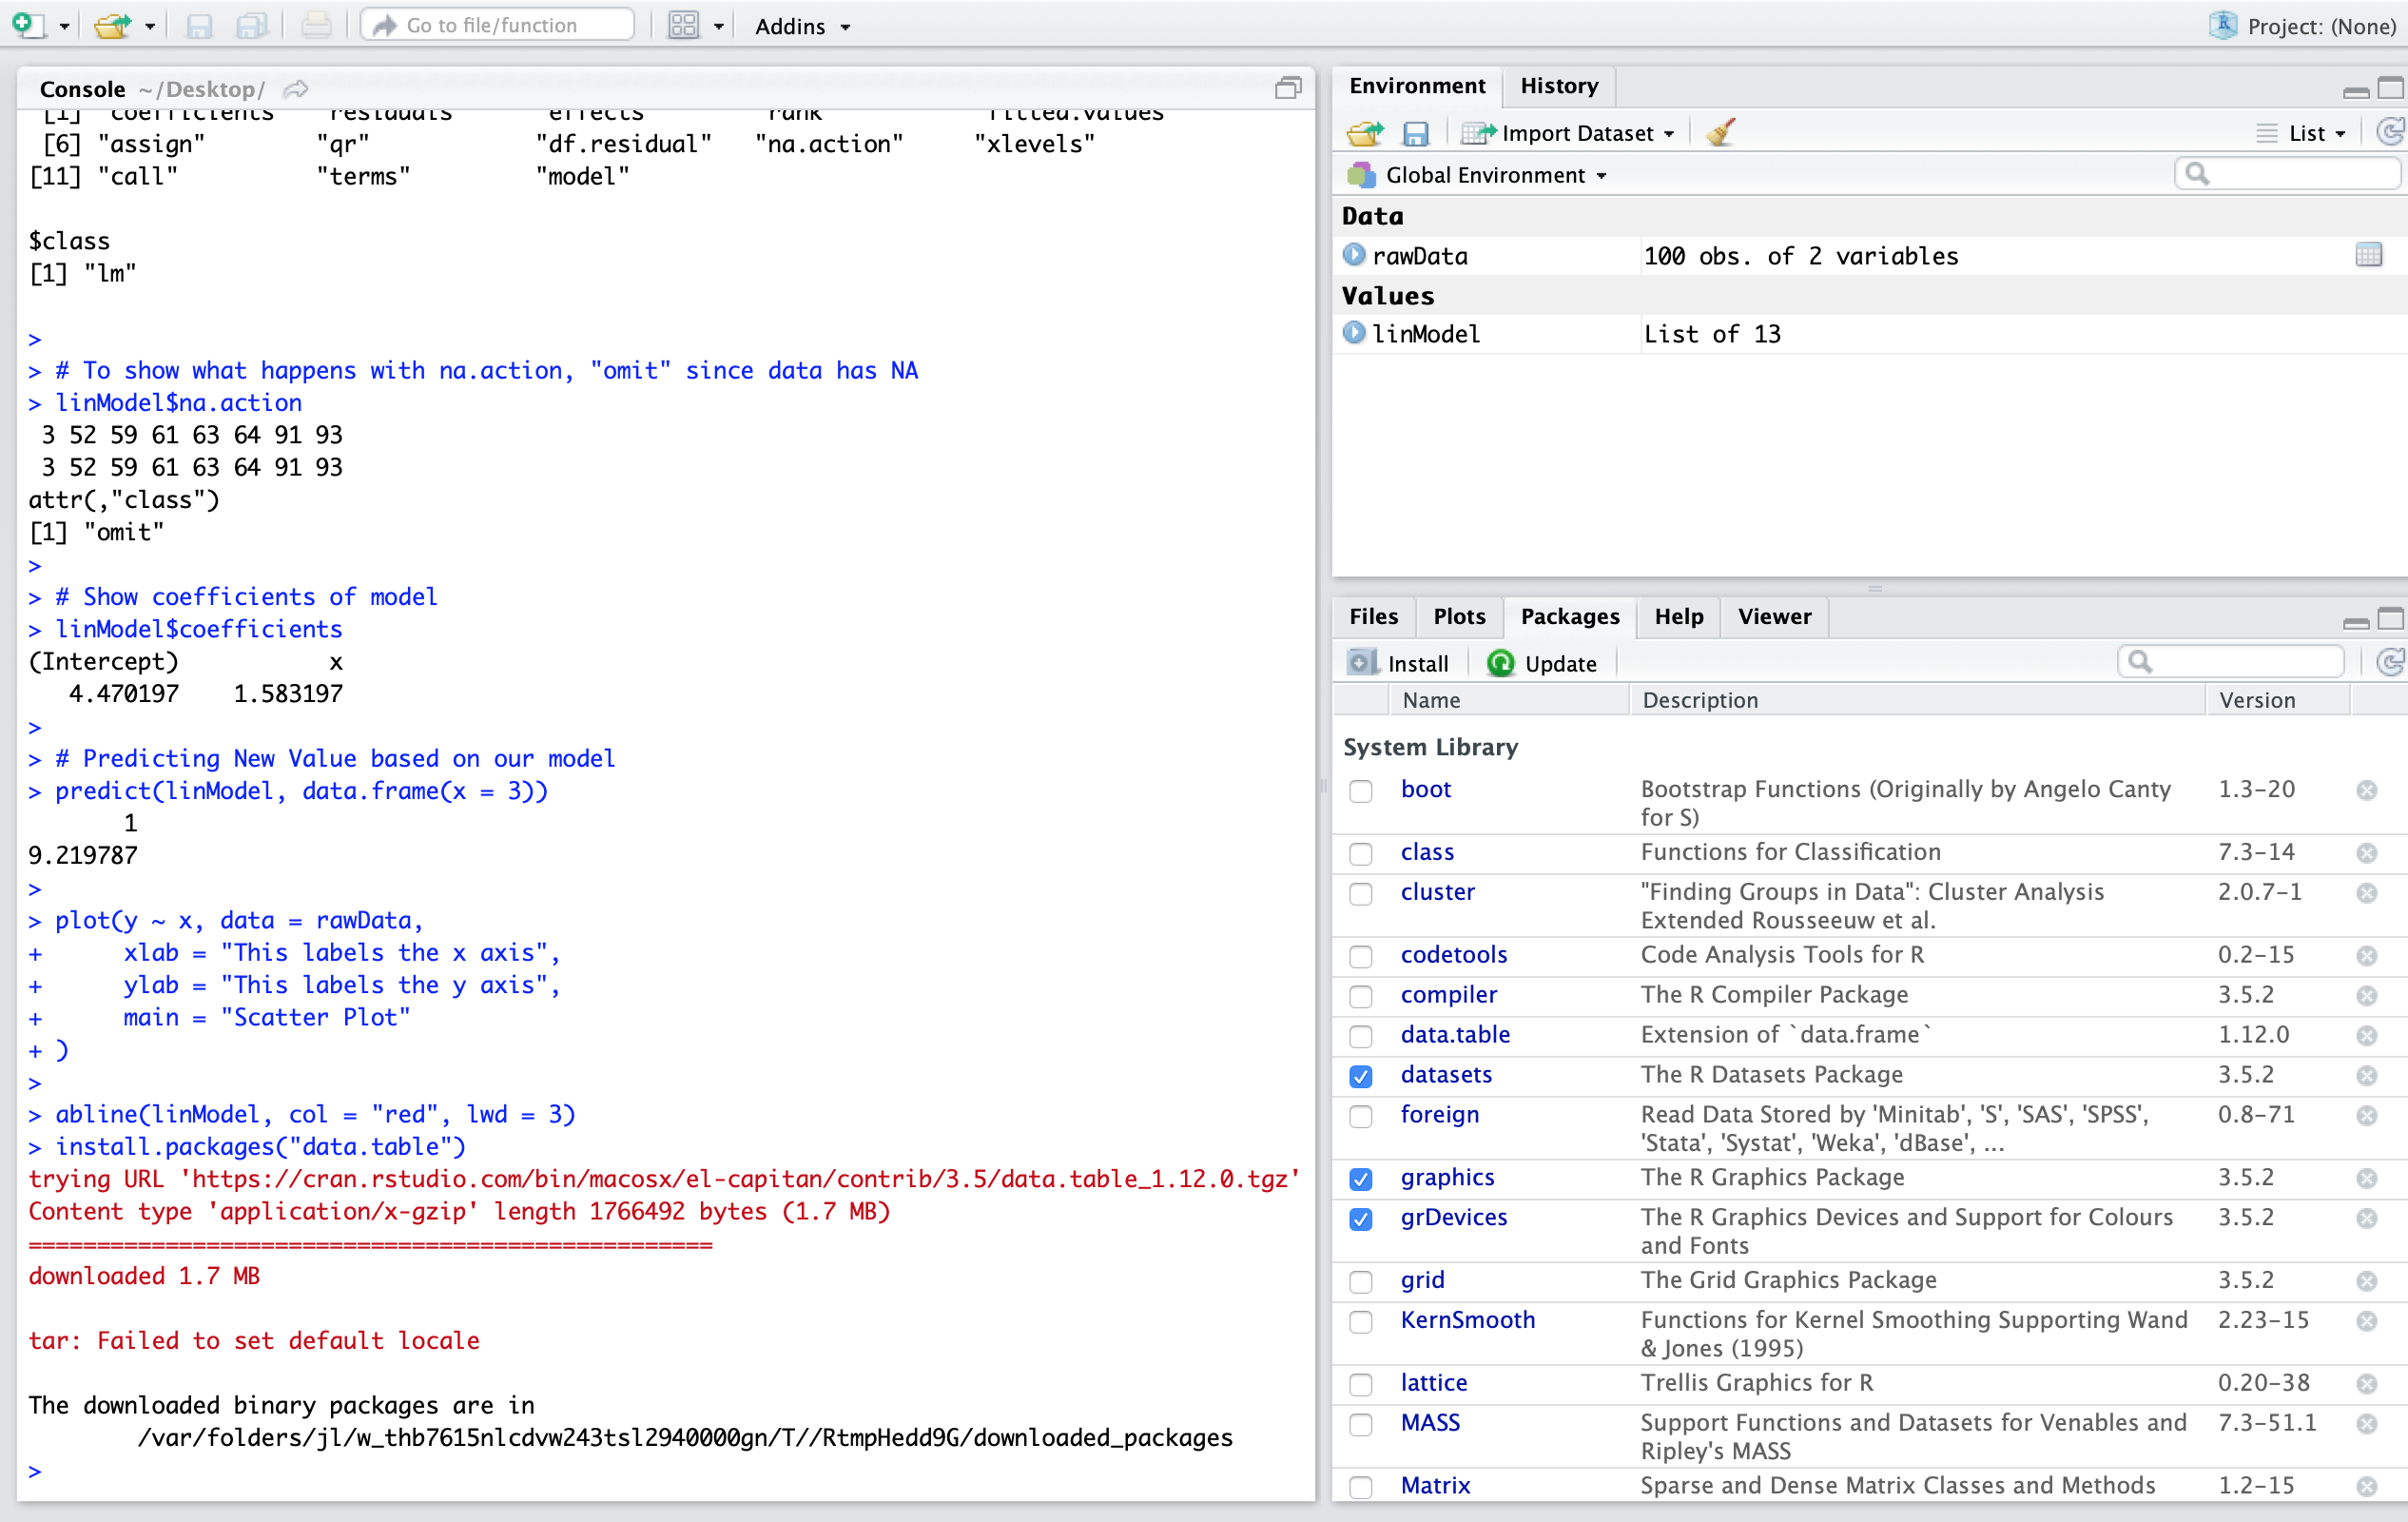 Go to file/function
Addins
Project: (None)
Console ~/Desktop/
[1] "coefficients" "residuals" "effects" "rank" "fitted.values"
[6] "assign" "qr" "df.residual" "na.action" "xlevels"
[11] "call" "terms" "model"
$class
[1] "lm"
>
> # To show what happens with na.action, "omit" since data has NA
> linModel$na.action
3 52 59 61 63 64 91 93
3 52 59 61 63 64 91 93
attr(,"class")
[1] "omit"
>
> # Show coefficients of model
> linModel$coefficients
(Intercept) x
4.470197 1.583197
>
> # Predicting New Value based on our model
> predict(linModel, data.frame(x = 3))
1
9.219787
>
> plot(y ~ x, data = rawData,
+ xlab = "This labels the x axis",
+ ylab = "This labels the y axis",
+ main = "Scatter Plot"
+ )
>
> abline(linModel, col = "red", lwd = 3)
> install.packages("data.table")
trying URL 'https://cran.rstudio.com/bin/macosx/el-capitan/contrib/3.5/data.table_1.12.0.tgz'
Content type 'application/x-gzip' length 1766492 bytes (1.7 MB)
==================================================
downloaded 1.7 MB
tar: Failed to set default locale
The downloaded binary packages are in
/var/folders/jl/w_thb7615nlcdvw243tsl2940000gn/T//RtmpHedd9G/downloaded_packages
>
Environment History
Import Dataset
List
Global Environment
Data
rawData 100 obs. of 2 variables
Values
linModel List of 13
Files Plots Packages Help Viewer
Install Update
Name Description Version
System Library
boot Bootstrap Functions (Originally by Angelo Canty 1.3-20
for S)
class Functions for Classification 7.3-14
cluster "Finding Groups in Data": Cluster Analysis 2.0.7-1
Extended Rousseeuw et al.
codetools Code Analysis Tools for R 0.2-15
compiler The R Compiler Package 3.5.2
data.table Extension of `data.frame` 1.12.0
datasets The R Datasets Package 3.5.2
foreign Read Data Stored by 'Minitab', 'S', 'SAS', 'SPSS', 0.8-71
'Stata', 'Systat', 'Weka', 'dBase', ...
graphics The R Graphics Package 3.5.2
grDevices The R Graphics Devices and Support for Colours 3.5.2
and Fonts
grid The Grid Graphics Package 3.5.2
KernSmooth Functions for Kernel Smoothing Supporting Wand 2.23-15
& Jones (1995)
lattice Trellis Graphics for R 0.20-38
MASS Support Functions and Datasets for Venables and 7.3-51.1
Ripley's MASS
Matrix Sparse and Dense Matrix Classes and Methods 1.2-15